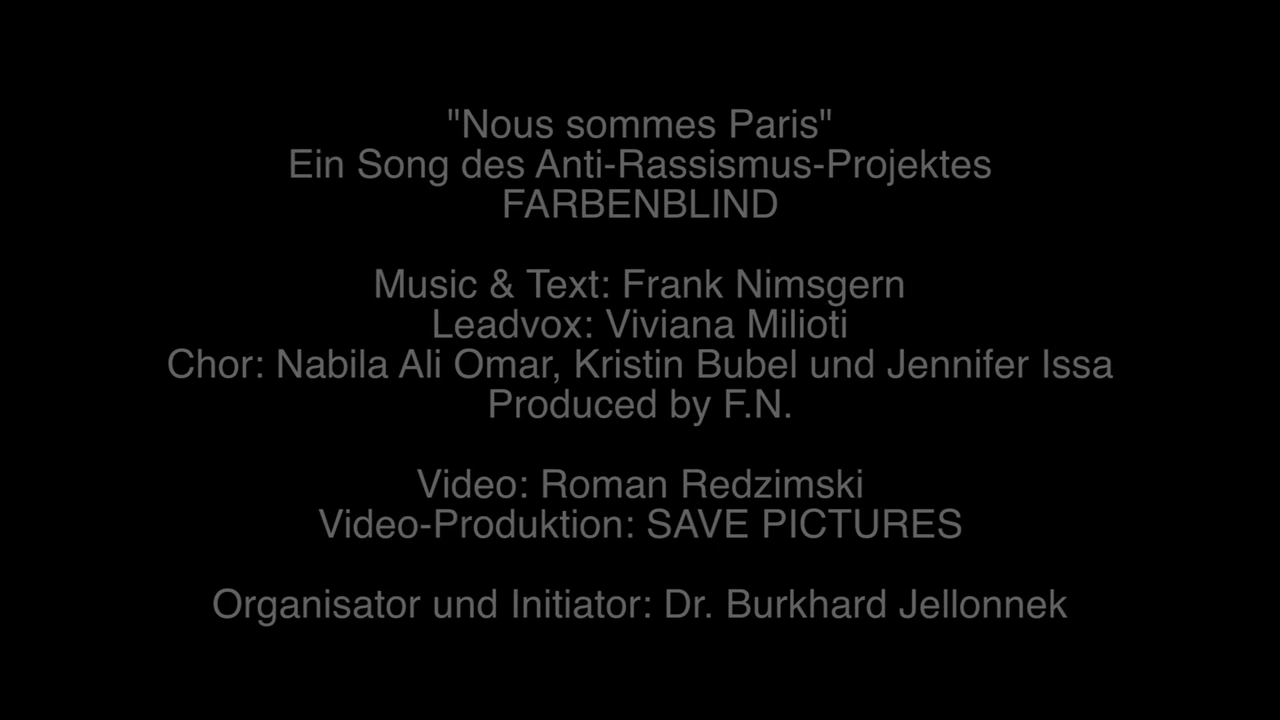 "Nous sommes Paris"
Ein Song des Anti-Rassismus-Projektes
FARBENBLIND
Music & Text: Frank Nimsgern
Leadvox: Viviana Milioti
Chor: Nabila Ali Omar, Kristin Bubel und Jennifer Issa
Produced by F.N.
Video: Roman Redzimski
Video-Produktion: SAVE PICTURES
Organisator und Initiator: Dr. Burkhard Jellonnek